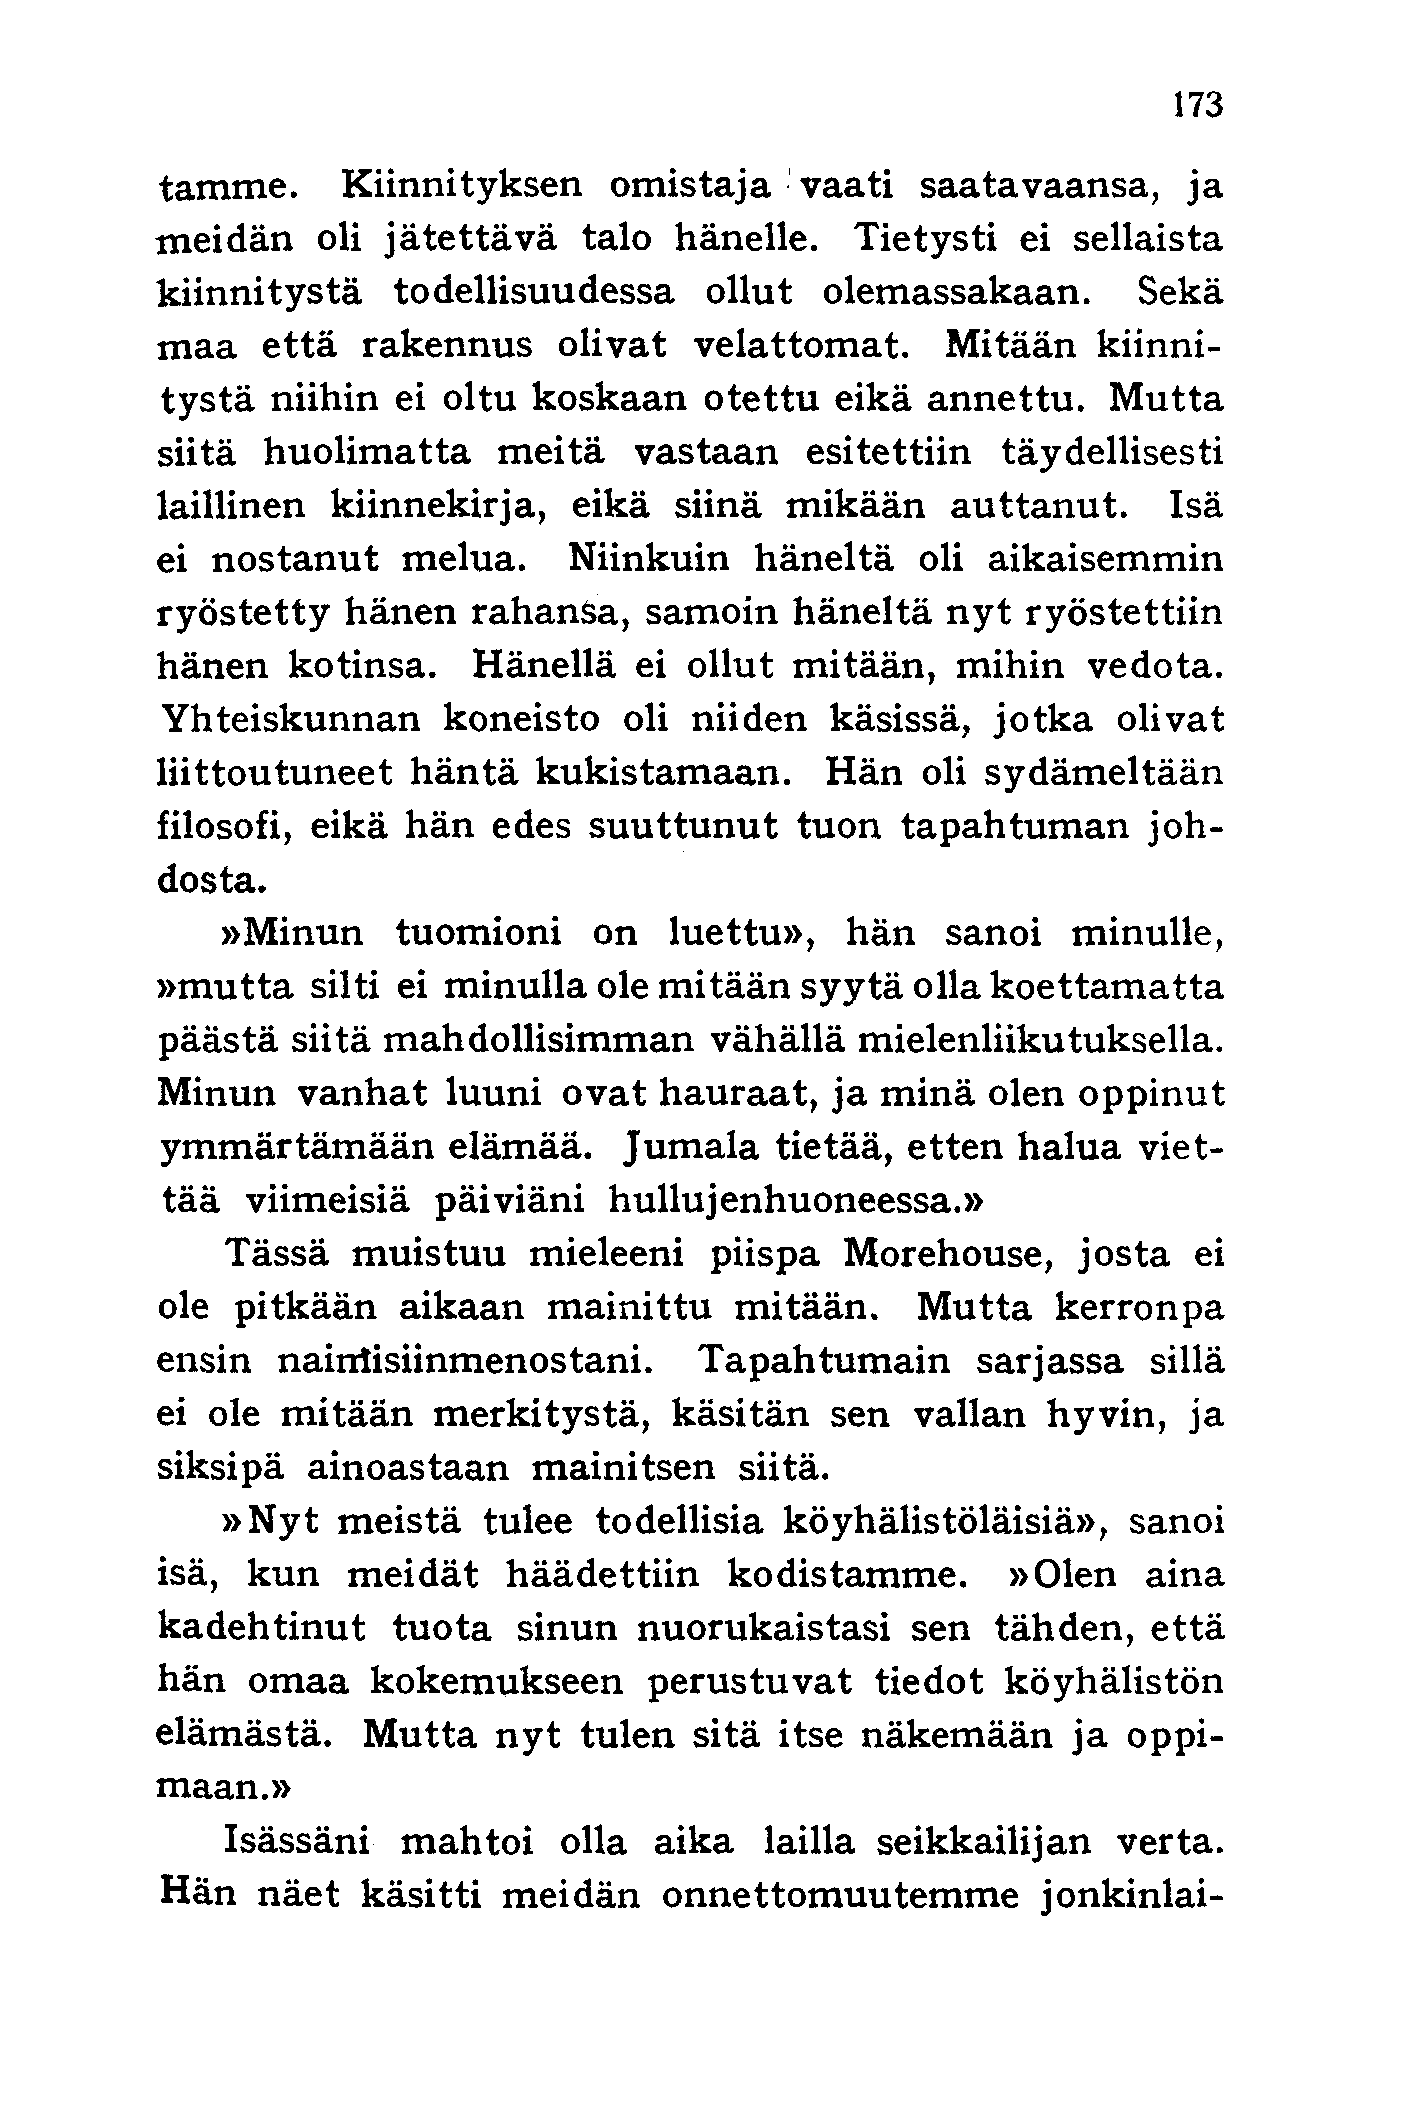 173
tamme. Kiinnityksen omistaja vaati saatavaansa, ja
meidän oli jätettävä talo hänelle. Tietysti ei sellaista
kiinnitystä todellisuudessa ollut olemassakaan. Sekä
maa että rakennus olivat velattomat. Mitään kiinni-
tystä niihin ei oltu koskaan otettu eikä annettu. Mutta
siitä huolimatta meitä vastaan esitettiin täydellisesti
laillinen kiinnekirja, eikä siinä mikään auttanut. Isä
ei nostanut melua. Niinkuin häneltä oli aikaisemmin
ryöstetty hänen rahansa, samoin häneltä nyt ryöstettiin
hänen kotinsa. Hänellä ei ollut mitään, mihin vedota.
Yhteiskunnan koneisto oli niiden käsissä, jotka olivat
liittoutuneet häntä kukistamaan. Hän oli sydämeltään
filosofi, eikä hän edes suuttunut tuon tapahtuman joh-
dosta.
»Minun tuomioni on luettu», hän sanoi minulle,
»mutta silti ei minulla ole mitään syytä olla koettamatta
päästä siitä mahdollisimman vähällä mielenliikutuksella.
Minun vanhat luuni ovat hauraat, ja minä olen oppinut
ymmärtämään elämää. Jumala tietää, etten halua viet-
tää viimeisiä päiviäni hullujenhuoneessa.»
Tässä muistuu mieleeni piispa Morehouse, josta ei
ole pitkään aikaan mainittu mitään. Mutta kerronpa
ensin naimisiinmenostani. Tapahtumain sarjassa sillä
ei ole mitään merkitystä, käsitän sen vallan hyvin, ja
siksipä ainoastaan mainitsen siitä.
»Nyt meistä tulee todellisia köyhälistöläisiä», sanoi
isä, kun meidät häädettiin kodistamme. »Olen aina
kadehtinut tuota sinun nuorukaistasi sen tähden, että
hän omaa kokemukseen perustuvat tiedot köyhälistön
elämästä. Mutta nyt tulen sitä itse näkemään ja oppi-
maan.»
Isässäni mahtoi olla aika lailla seikkailijan verta.
Hän näet käsitti meidän onnettomuutemme jonkinlai-